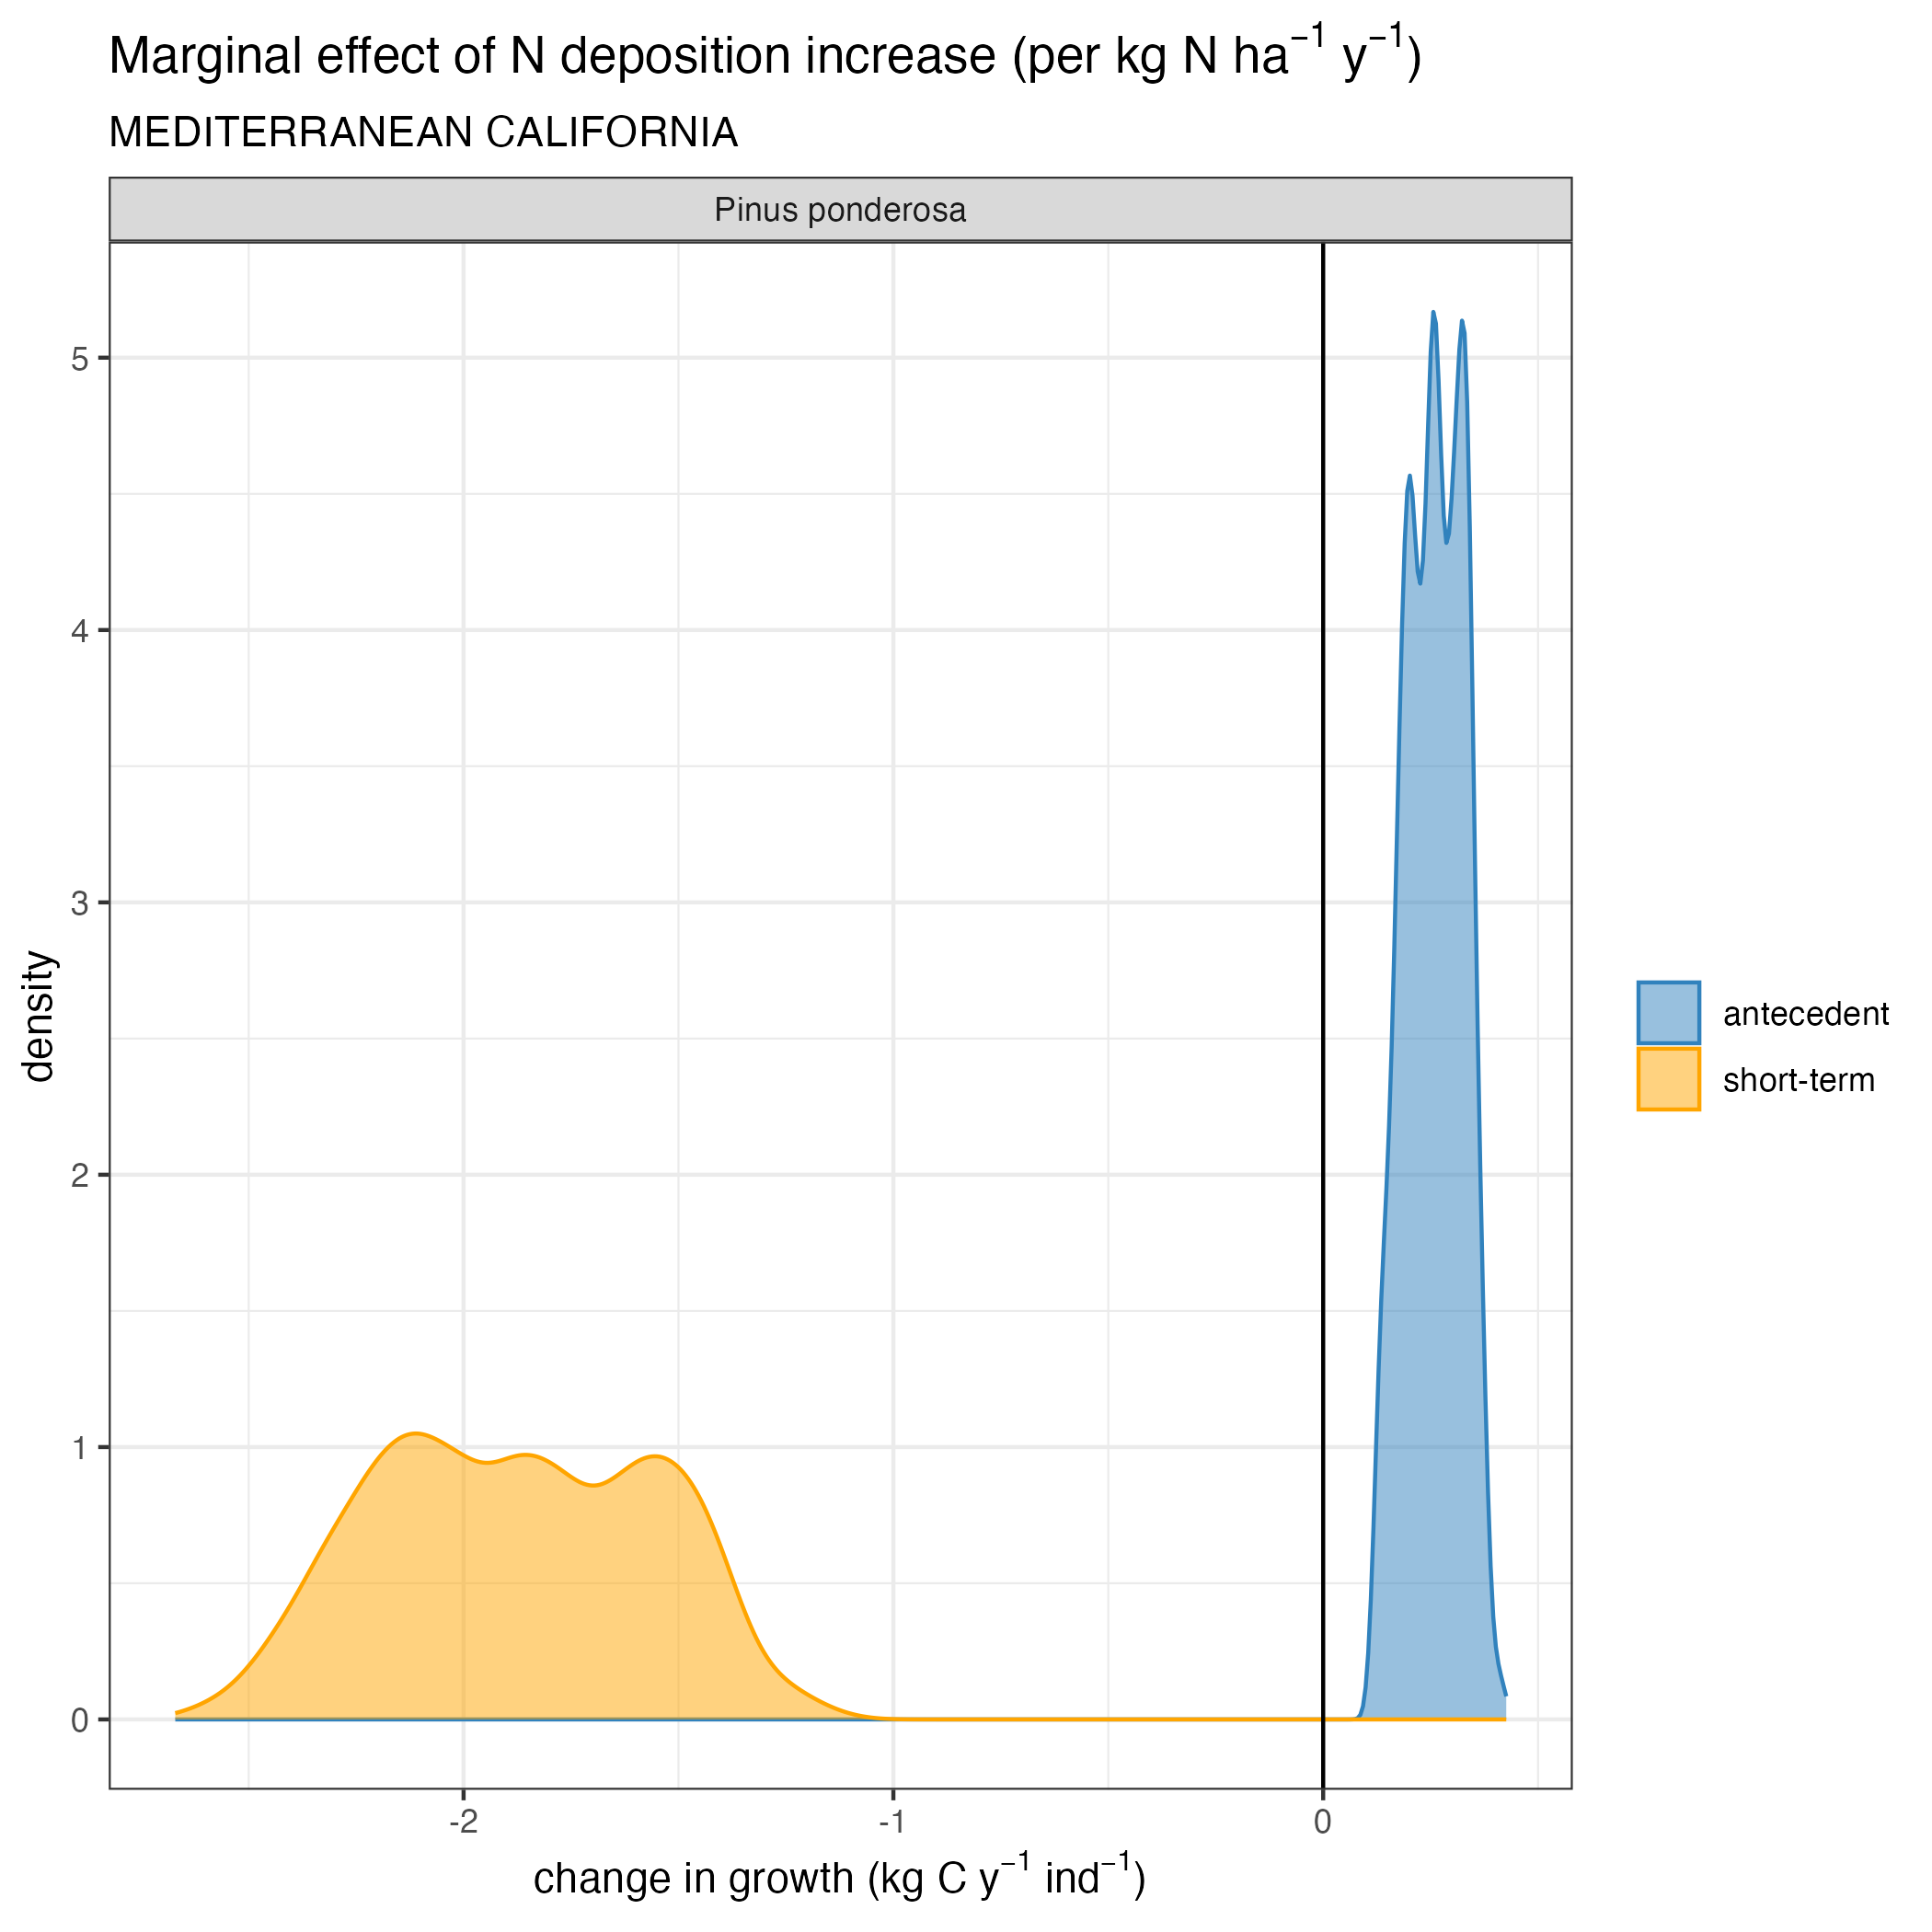 Marginal effect of N deposition increase (per kg N ha⁻¹ y⁻¹)
MEDITERRANEAN CALIFORNIA
Pinus ponderosa
density
5
4
3
2
1
0
-2
-1
0
change in growth (kg C y⁻¹ ind⁻¹)
antecedent
short-term